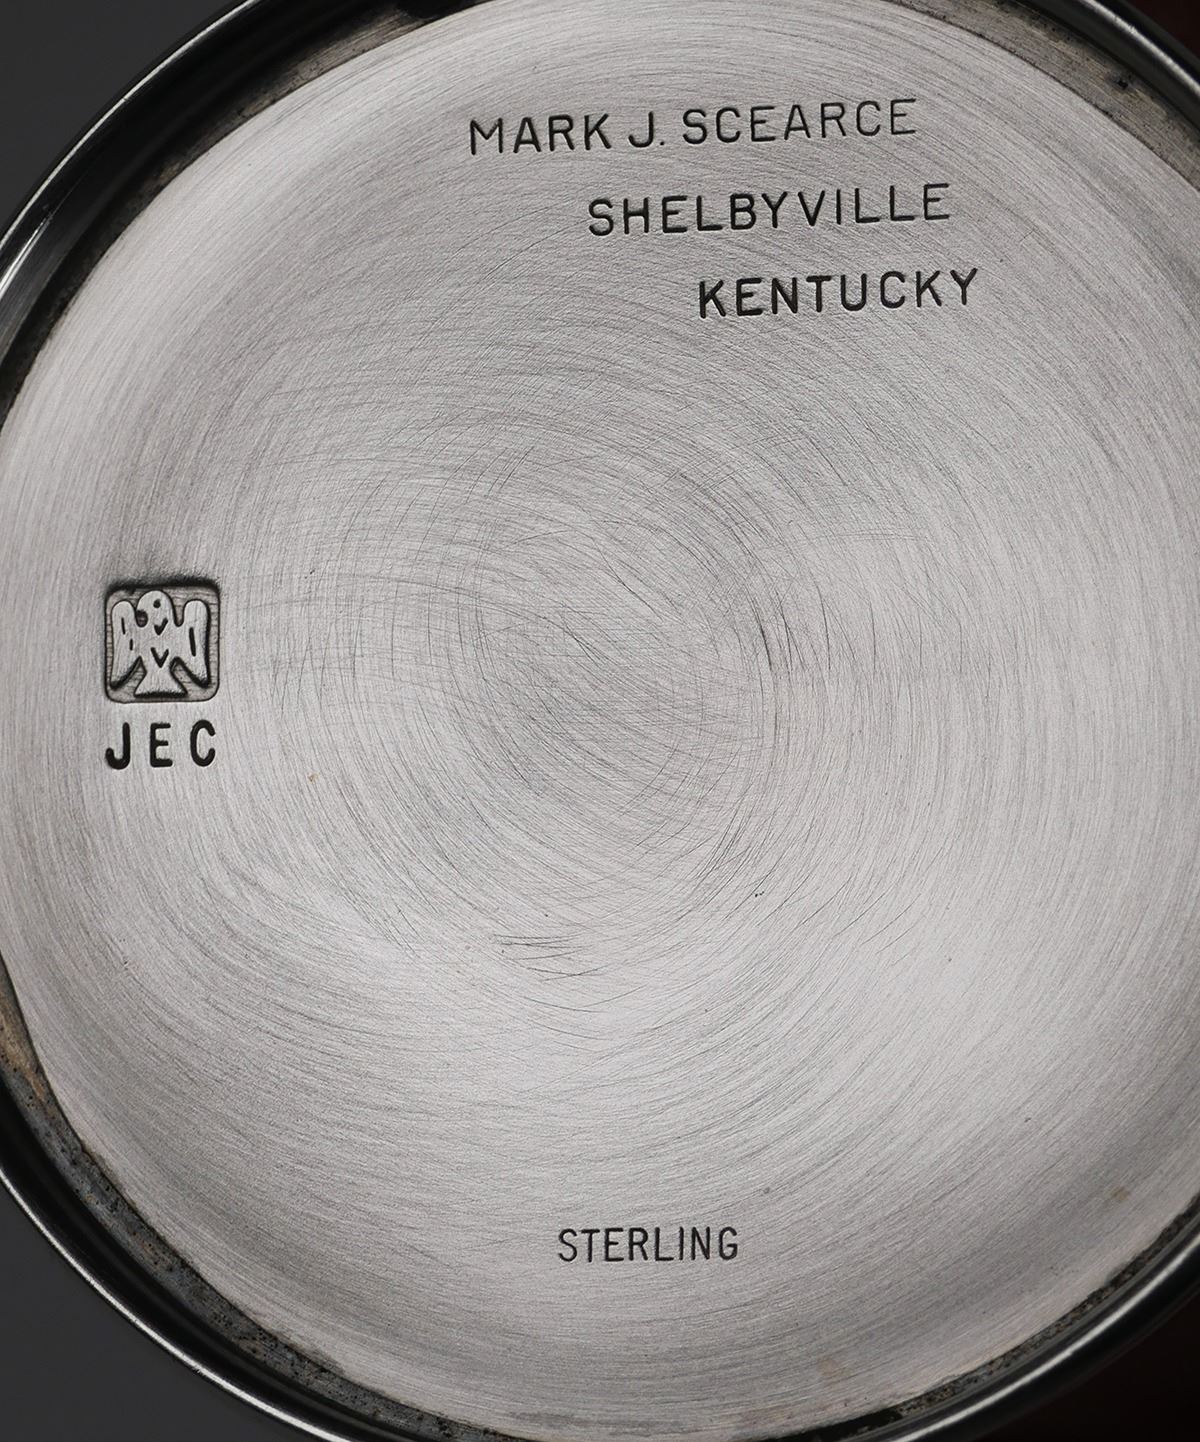 MARK J. SCEARCE
SHELBYVILLE
KENTUCKY
JEC
STERLING